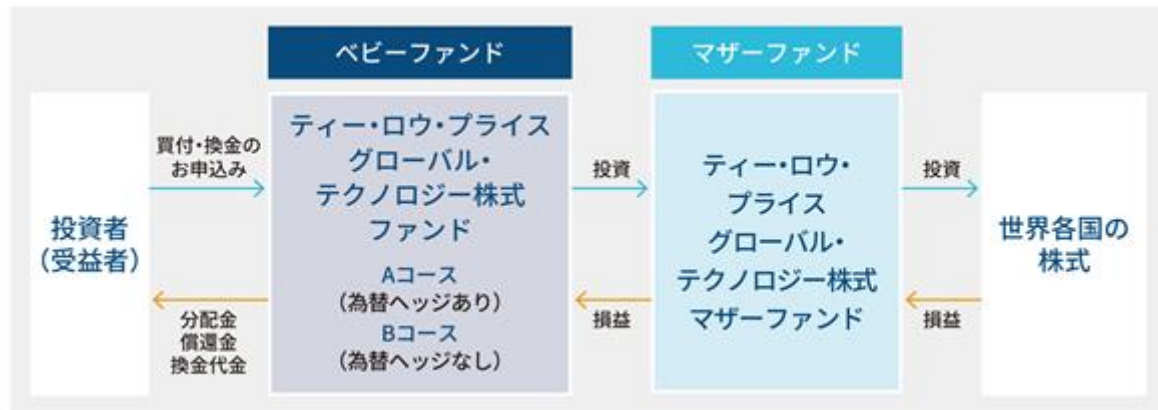 ベビーファンド
マザーファンド
投資者
（受益者）
買付・換金の
お申込み
分配金
償還金
換金代金
ティー・ロウ・プライス
グローバル・
テクノロジー株式
ファンド
Aコース
（為替ヘッジあり）
Bコース
（為替ヘッジなし）
投資
損益
ティー・ロウ・
プライス
グローバル・
テクノロジー株式
マザーファンド
投資
損益
世界各国の
株式